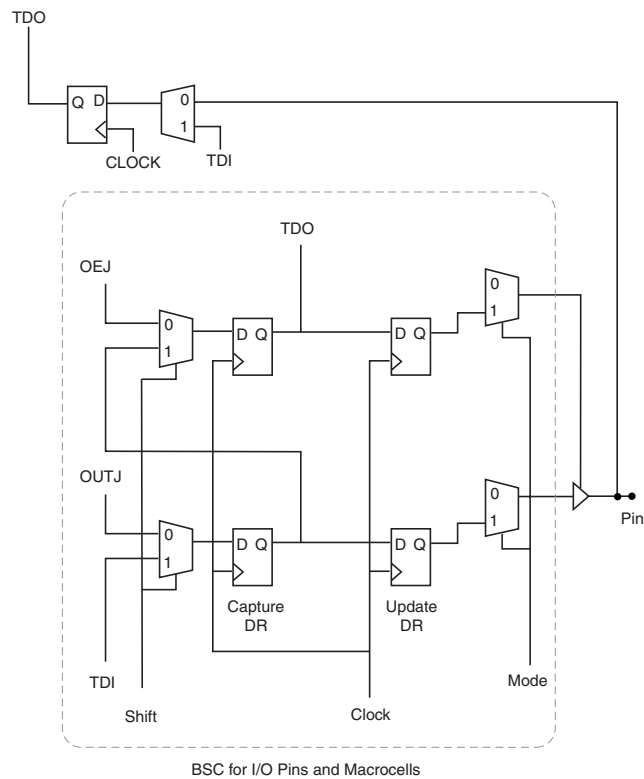 TDO
Q D
0
1
CLOCK
TDI
TDO
OEJ
0
1
D Q
D Q
0
1
OUTJ
0
1
D Q
D Q
0
1
Pin
Capture
DR
Update
DR
TDI
Shift
Clock
Mode
BSC for I/O Pins and Macrocells